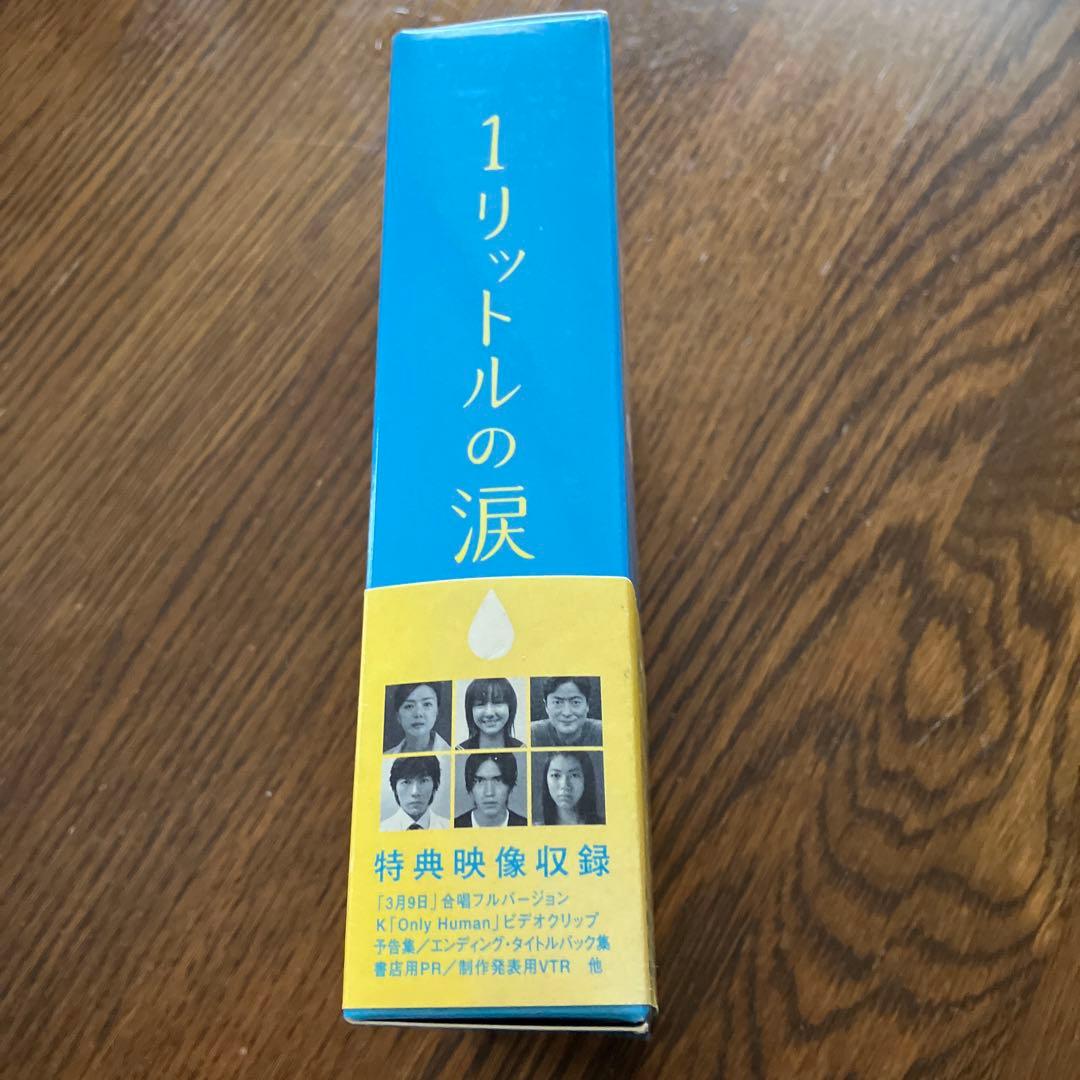 1リットルの涙
特典映像収録
「3月9日」合唱フルバージョン
K「Only Human」ビデオクリップ
予告集／エンディング・タイトルバック集
書店用PR／制作発表用VTR 他